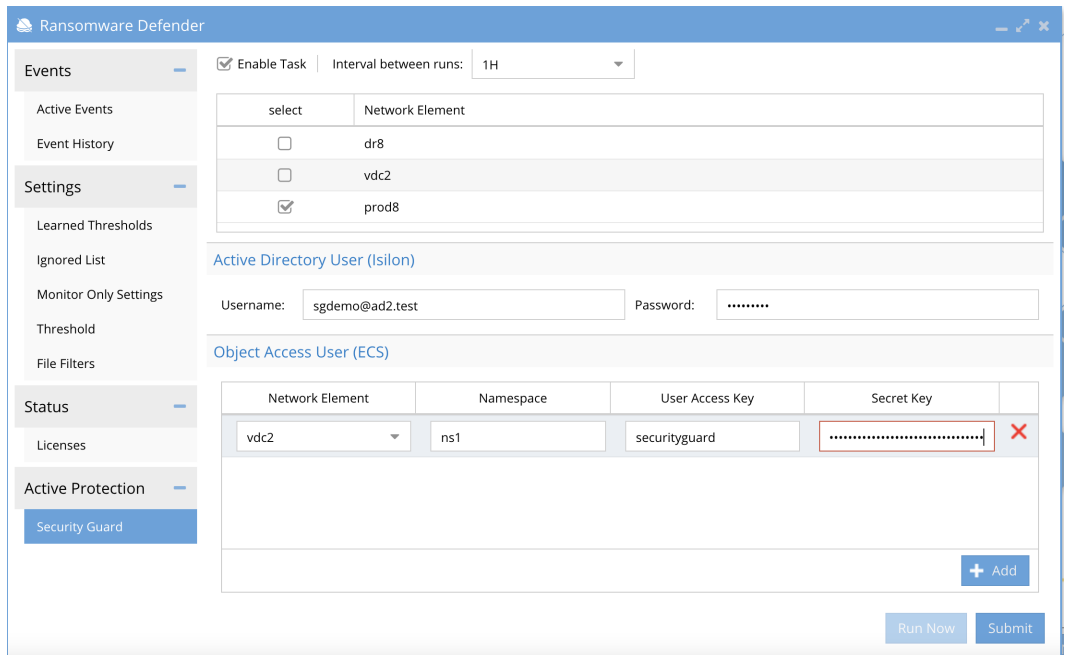 Ransomware Defender
Events
Active Events
Event History
Settings
Learned Thresholds
Ignored List
Monitor Only Settings
Threshold
File Filters
Status
Licenses
Active Protection
Security Guard
Enable Task Interval between runs: 1H
select Network Element
dr8
vdc2
prod8
Active Directory User (Isilon)
Username: sgdemo@ad2.test Password: •••••••••
Object Access User (ECS)
Network Element Namespace User Access Key Secret Key
vdc2 ns1 securityguard
Add
Run Now Submit